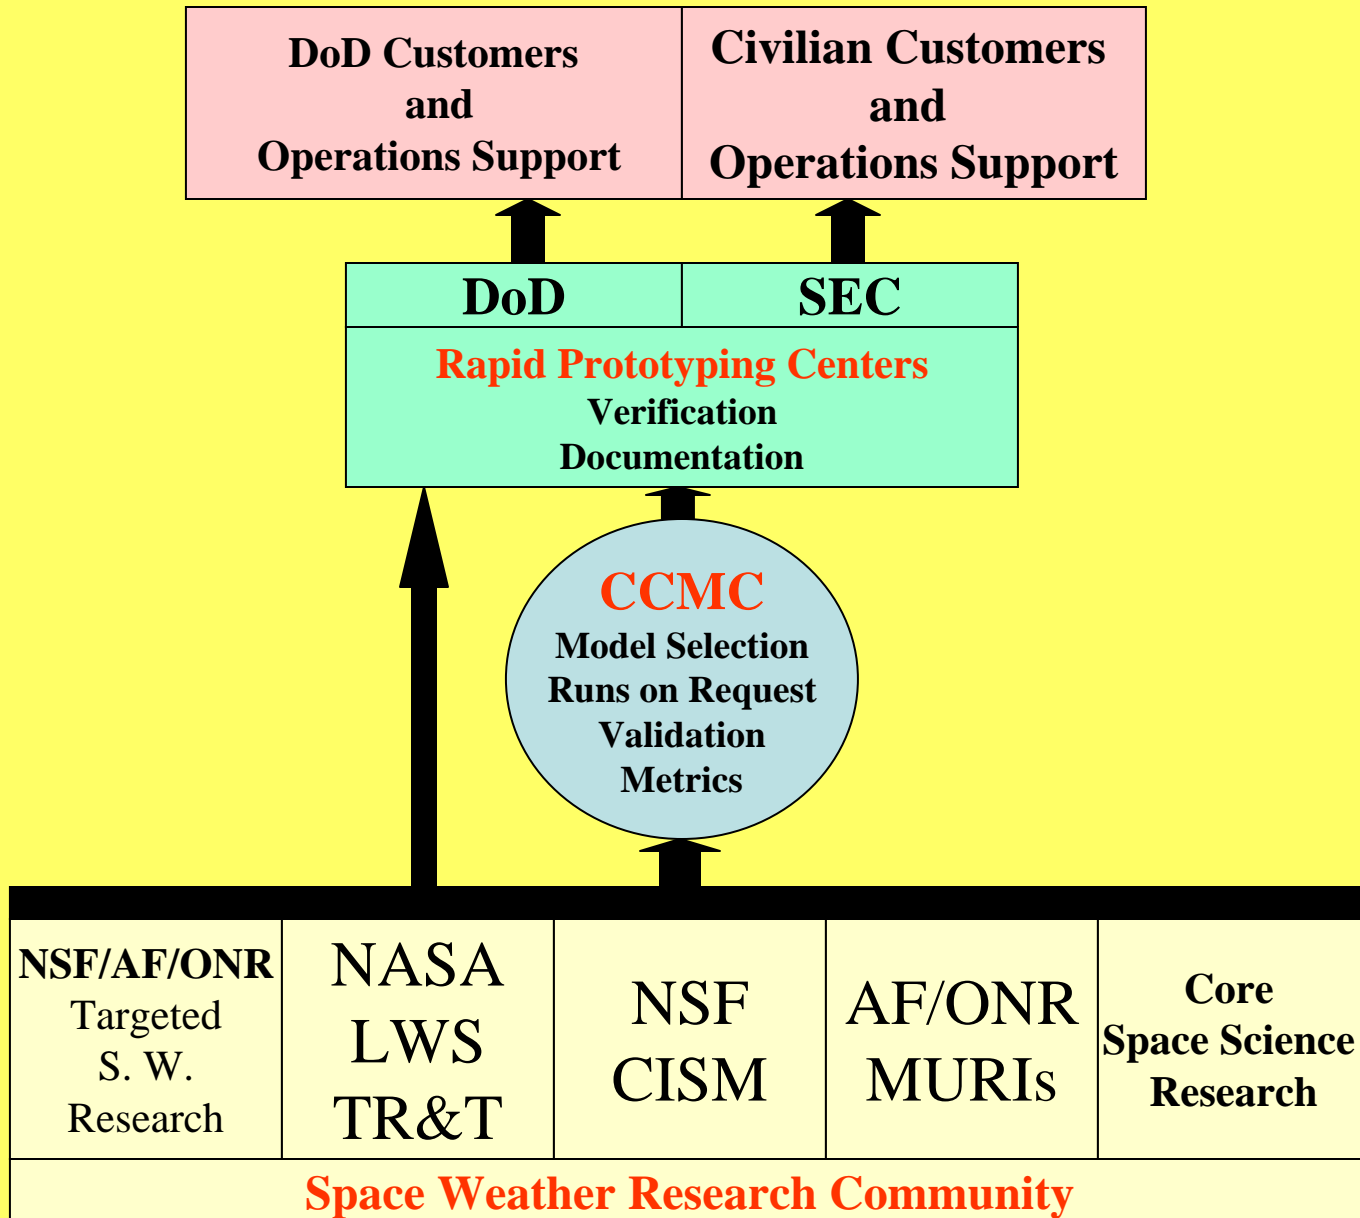 DoD Customers
and
Operations Support
Civilian Customers
and
Operations Support
DoD
SEC
Rapid Prototyping Centers
Verification
Documentation
CCMC
Model Selection
Runs on Request
Validation
Metrics
NSF/AF/ONR
Targeted
S. W.
Research
NASA
LWS
TR&T
NSF
CISM
AF/ONR
MURIs
Core
Space Science
Research
Space Weather Research Community